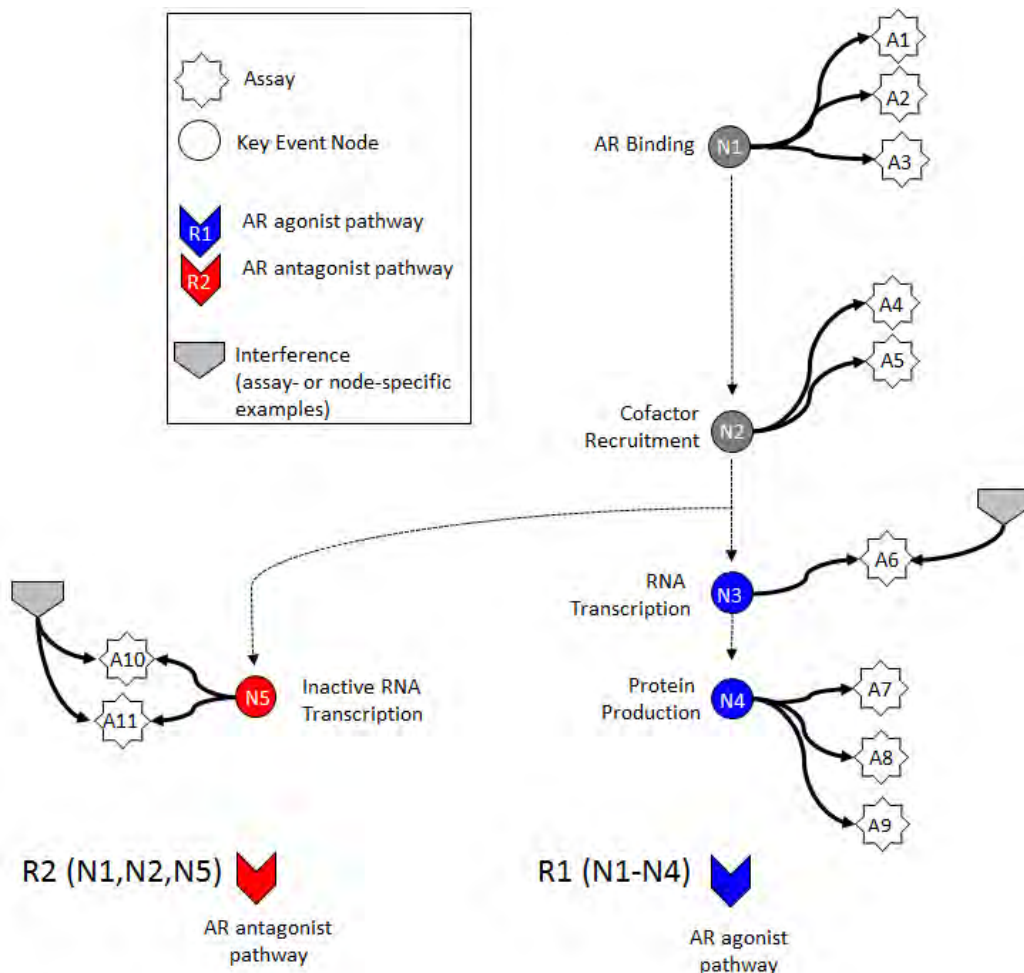 Assay
Key Event Node
R1
AR agonist pathway
R2
AR antagonist pathway
Interference
(assay- or node-specific
examples)
A1
A2
AR Binding
N1
A3
A4
A5
Cofactor
Recruitment
N2
A6
RNA
Transcription
N3
A10
A11
N5
Inactive RNA
Transcription
Protein
Production
N4
A7
A8
A9
R2 (N1,N2,N5)
AR antagonist
pathway
R1 (N1-N4)
AR agonist
pathway